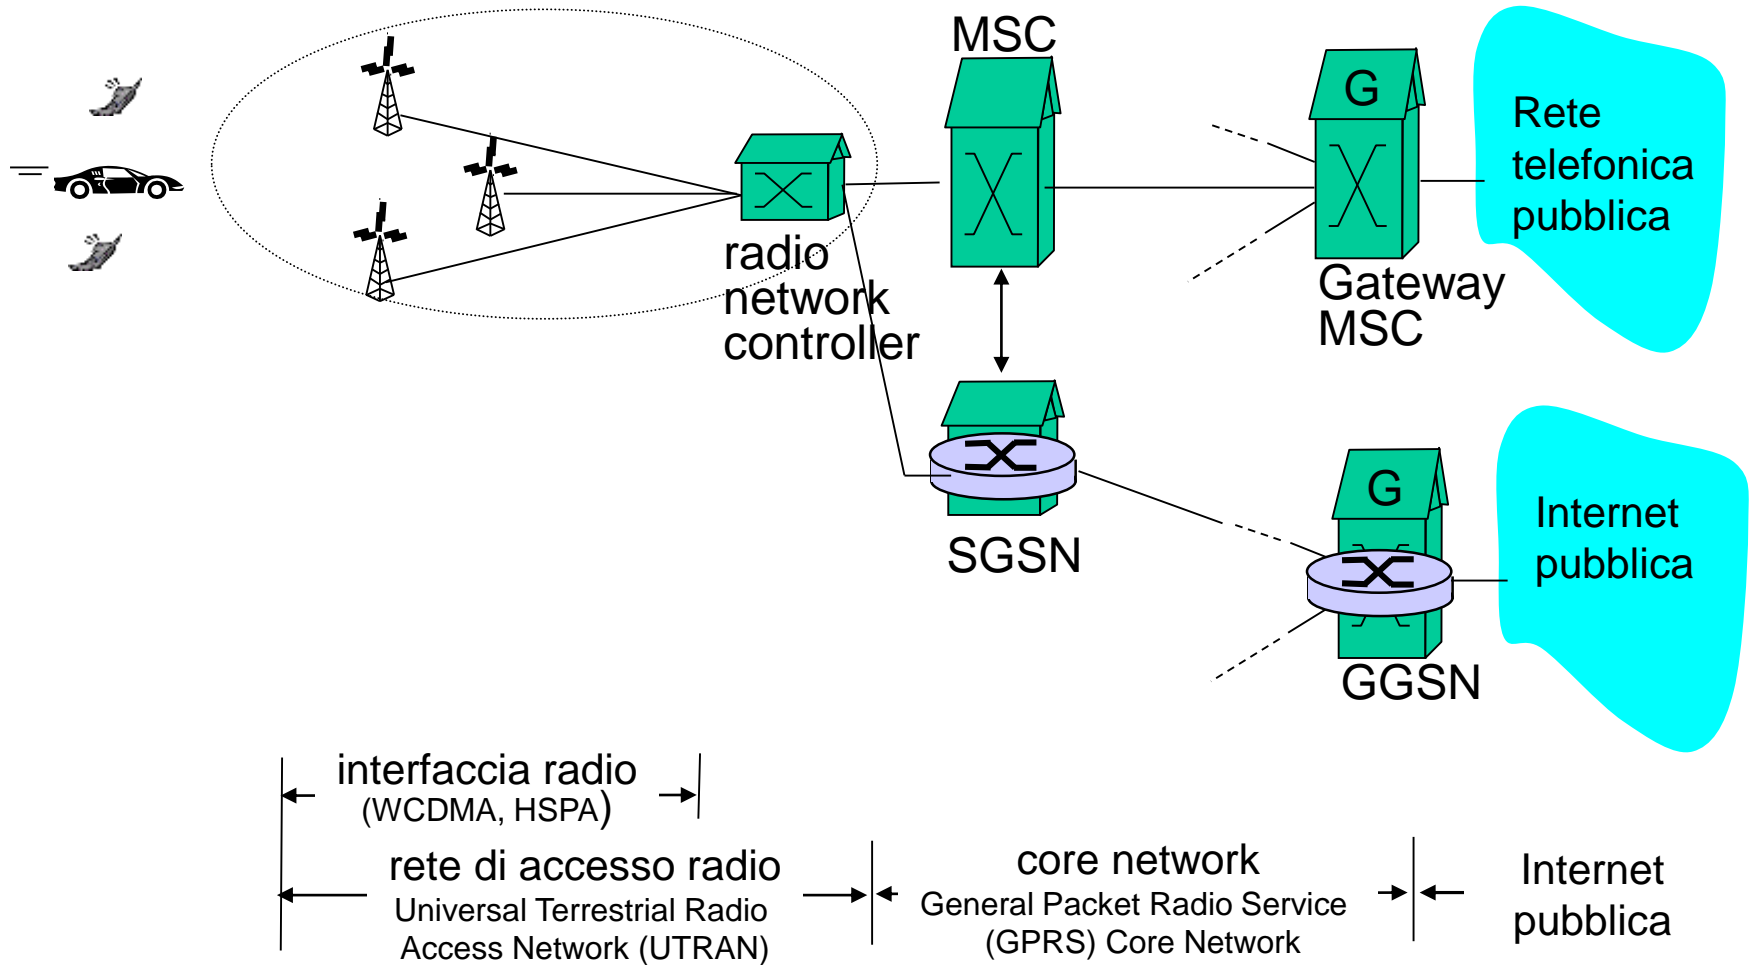 MSC
G
Rete
telefonica
pubblica
radio
network
controller
Gateway
MSC
SGSN
G
Internet
pubblica
GGSN
interfaccia radio
(WCDMA, HSPA)
rete di accesso radio
Universal Terrestrial Radio
Access Network (UTRAN)
core network
General Packet Radio Service
(GPRS) Core Network
Internet
pubblica